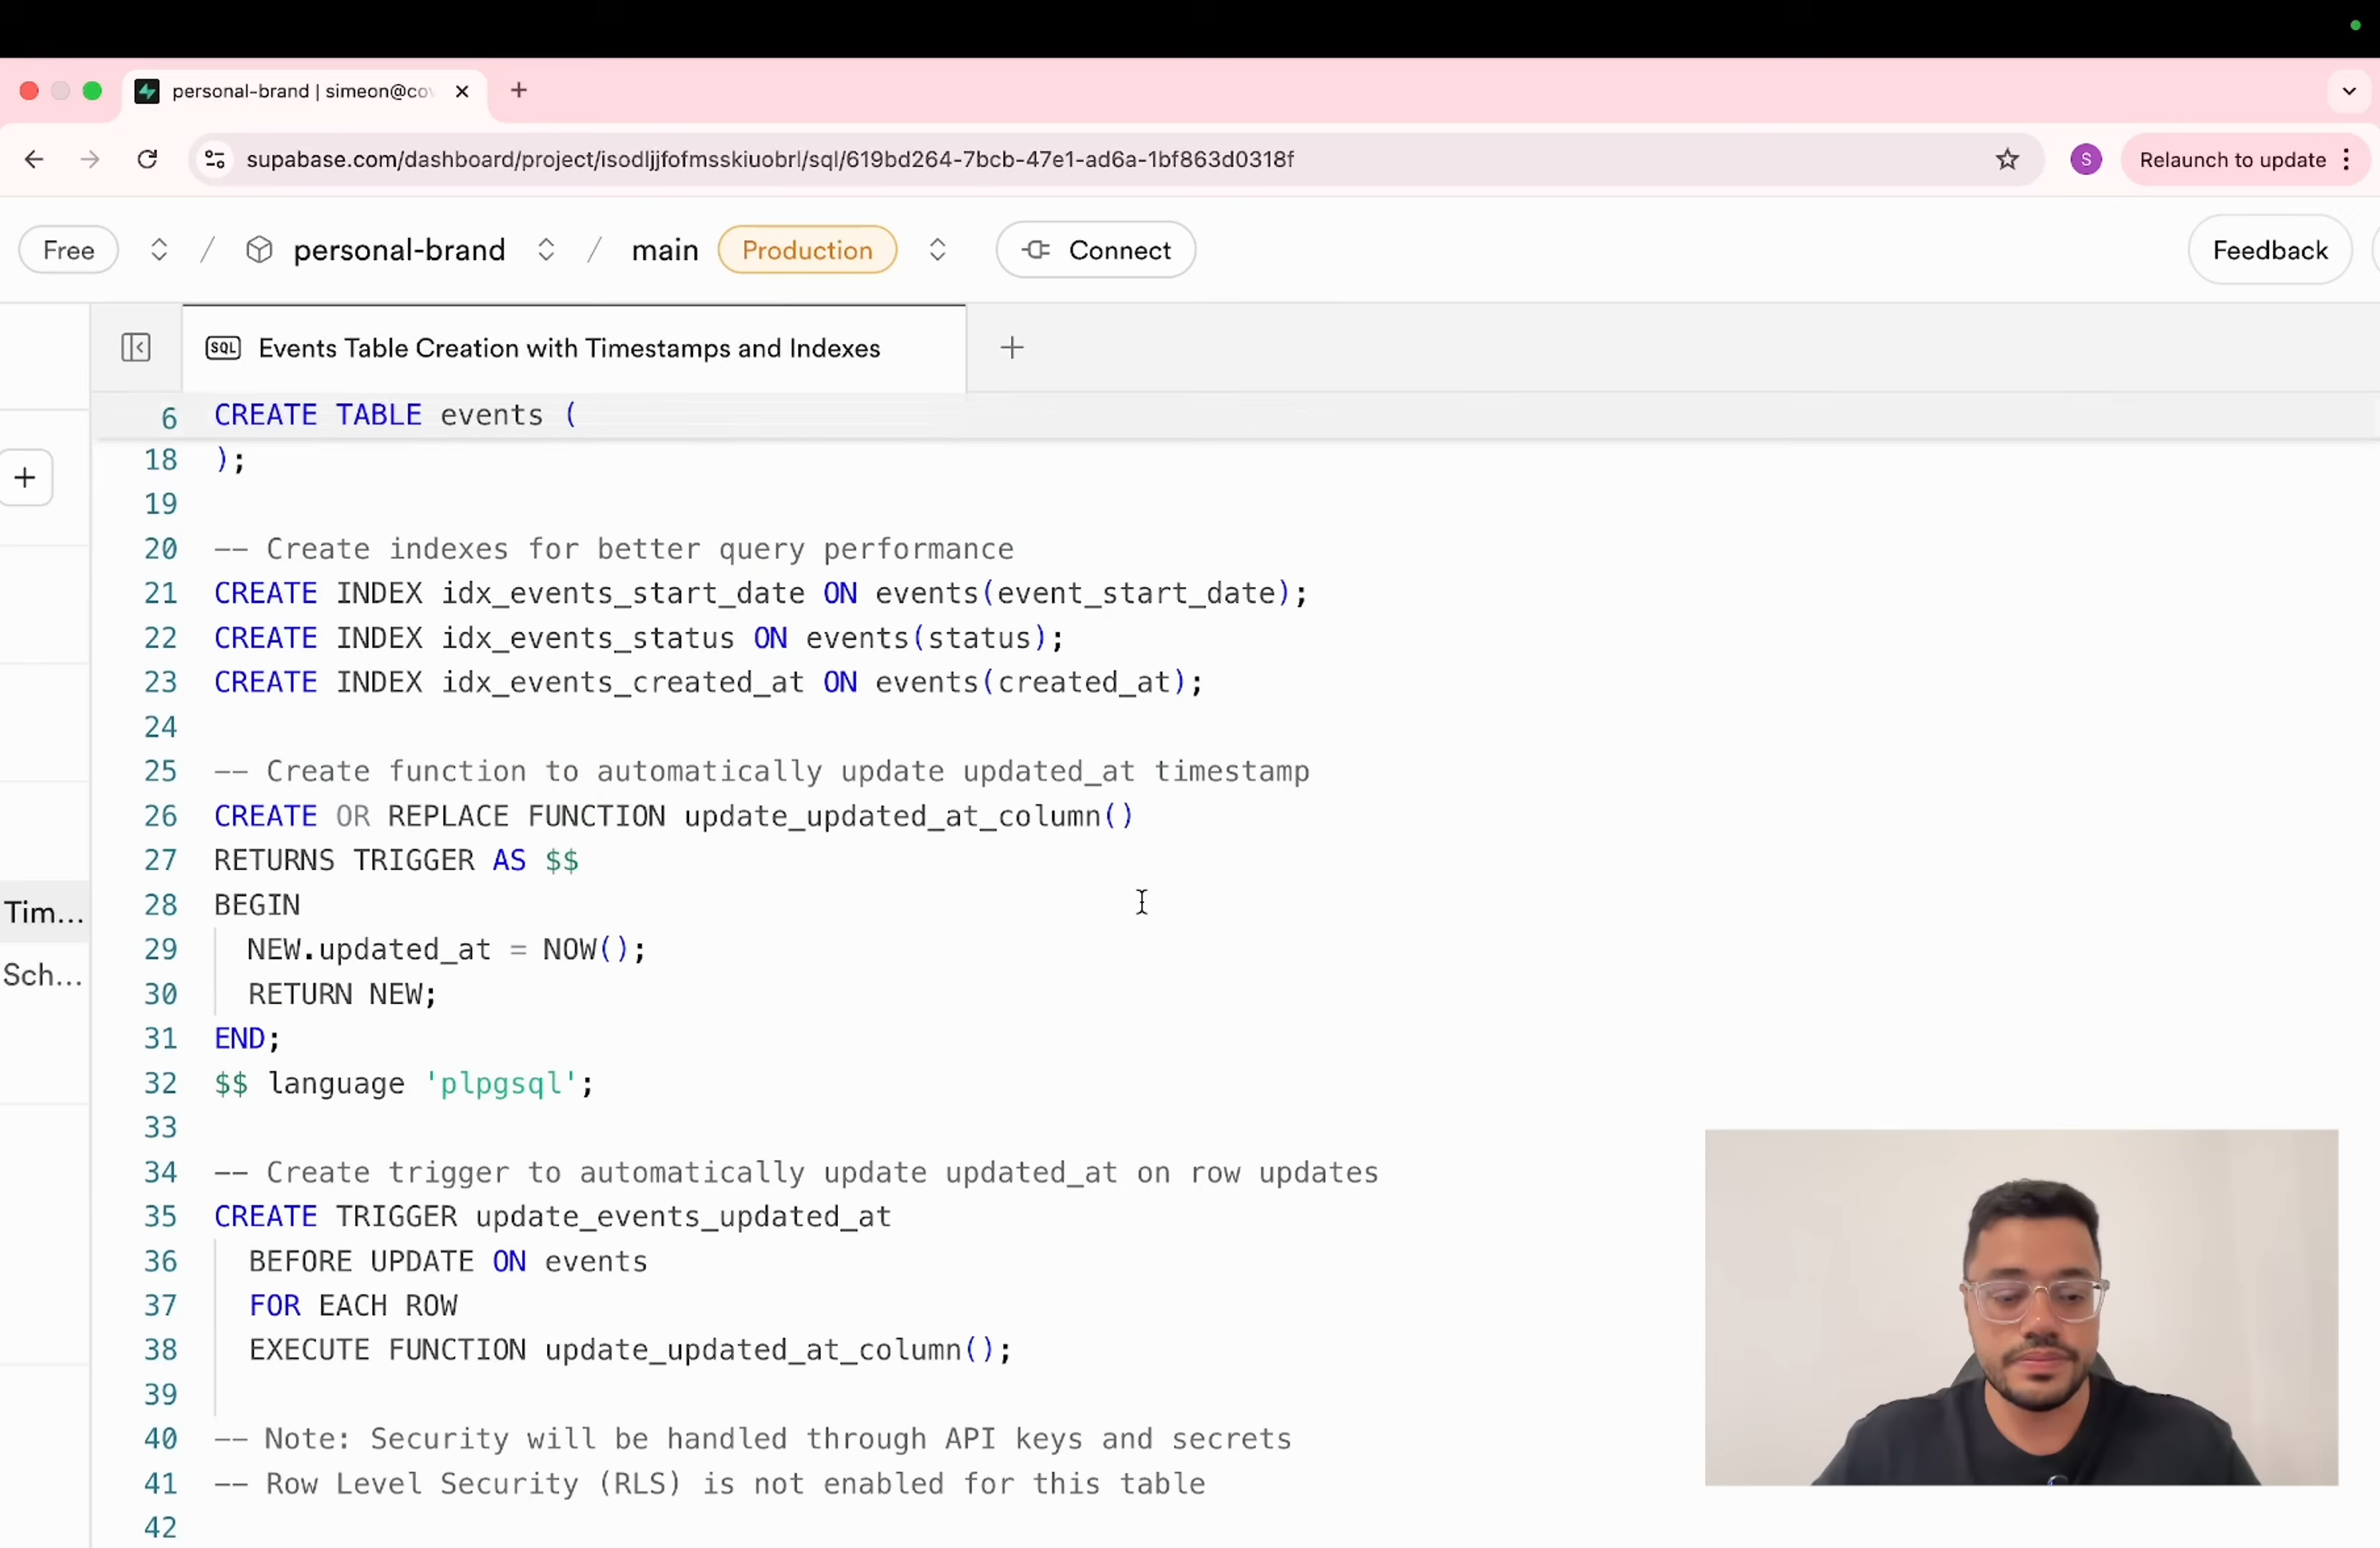 personal-brand | simeon@cov
supabase.com/dashboard/project/isodljjfofmsskiuobrl/sql/619bd264-7bcb-47e1-ad6a-1bf863d0318f
S
Relaunch to update
Free / personal-brand / main Production Connect Feedback
SQL Events Table Creation with Timestamps and Indexes
6 CREATE TABLE events (
18 );
19
20 -- Create indexes for better query performance
21 CREATE INDEX idx_events_start_date ON events(event_start_date);
22 CREATE INDEX idx_events_status ON events(status);
23 CREATE INDEX idx_events_created_at ON events(created_at);
24
25 -- Create function to automatically update updated_at timestamp
26 CREATE OR REPLACE FUNCTION update_updated_at_column()
27 RETURNS TRIGGER AS $$
28 BEGIN
29 NEW.updated_at = NOW();
30 RETURN NEW;
31 END;
32 $$ language 'plpgsql';
33
34 -- Create trigger to automatically update updated_at on row updates
35 CREATE TRIGGER update_events_updated_at
36 BEFORE UPDATE ON events
37 FOR EACH ROW
38 EXECUTE FUNCTION update_updated_at_column();
39
40 -- Note: Security will be handled through API keys and secrets
41 -- Row Level Security (RLS) is not enabled for this table
42
Tim...
Sch...